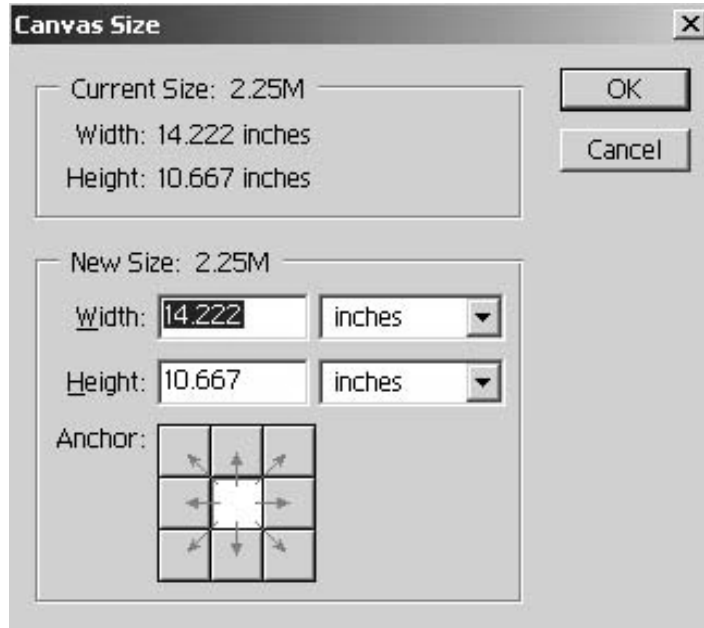 Canvas Size
Current Size: 2.25M
Width: 14.222 inches
Height: 10.667 inches
OK
Cancel
New Size: 2.25M
Width: 14.222 inches
Height: 10.667 inches
Anchor: